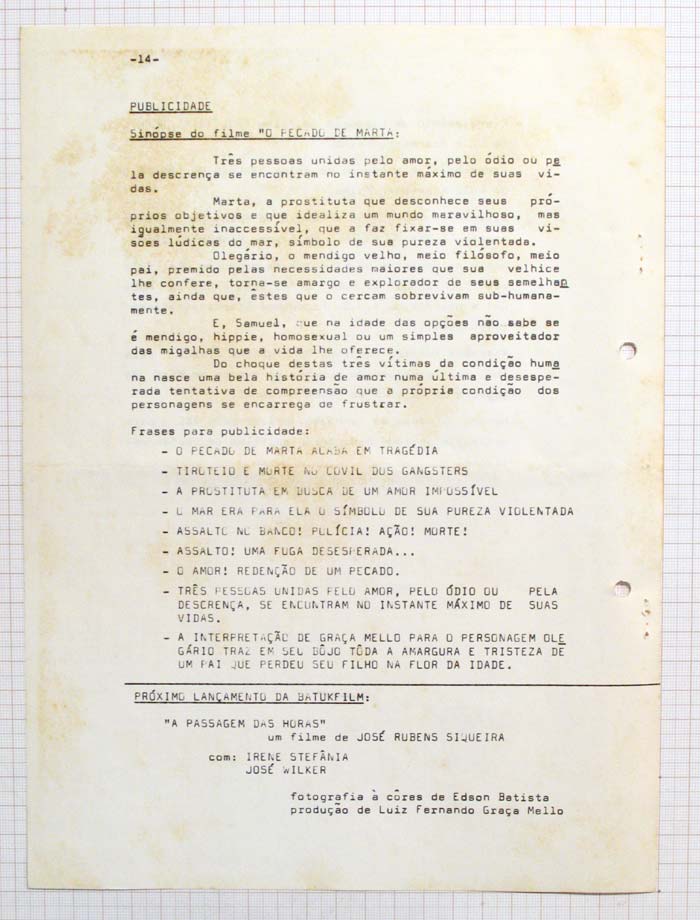 -14-
PUBLICIDADE
Sinópse do filme "O PECADO DE MARTA:
Três pessoas unidas pelo amor, pelo ódio ou pe
la descrença se encontram no instante máximo de suas vi-
das.
Marta, a prostituta que desconhece seus pró-
prios objetivos e que idealiza um mundo maravilhoso, mas
igualmente inaccessível, que a faz fixar-se em suas vi-
sões lúdicas do mar, símbolo de sua pureza violentada.
Olegário, o mendigo velho, meio filósofo, meio
pai, premido pelas necessidades maiores que sua velhice
lhe confere, torna-se amargo e explorador de seus semelhan
tes, ainda que, êstes que o cercam sobrevivam sub-humana-
mente.
E, Samuel, que na idade das opções não sabe se
é mendigo, hippie, homosexual ou um simples aproveitador
das migalhas que a vida lhe oferece.
Do choque destas três vítimas da condição huma
na nasce uma bela história de amor numa última e desespe-
rada tentativa de compreensão que a própria condição dos
personagens se encarrega de frustrar.
Frases para publicidade:
- O PECADO DE MARTA ACABA EM TRAGÉDIA
- TIROTEIO E MORTE NO COVIL DOS GANGSTERS
- A PROSTITUTA EM BUSCA DE UM AMOR IMPOSSÍVEL
- O MAR ERA PARA ELA O SÍMBOLO DE SUA PUREZA VIOLENTADA
- ASSALTO NO BANCO! POLÍCIA! AÇÃO! MORTE!
- ASSALTO! UMA FUGA DESESPERADA...
- O AMOR! REDENÇÃO DE UM PECADO.
- TRÊS PESSOAS UNIDAS PELO AMOR, PELO ÓDIO OU PELA
DESCRENÇA, SE ENCONTRAM NO INSTANTE MÁXIMO DE SUAS
VIDAS.
- A INTERPRETAÇÃO DE GRAÇA MELLO PARA O PERSONAGEM OLE
GÁRIO TRAZ EM SEU BÔJO TÔDA A AMARGURA E TRISTEZA DE
UM PAI QUE PERDEU SEU FILHO NA FLOR DA IDADE.
PRÓXIMO LANÇAMENTO DA BATUKFILM:
"A PASSAGEM DAS HORAS"
um filme de JOSÉ RUBENS SIQUEIRA
com: IRENE STEFÂNIA
JOSÉ WILKER
fotografia à côres de Edson Batista
produção de Luiz Fernando Graça Mello